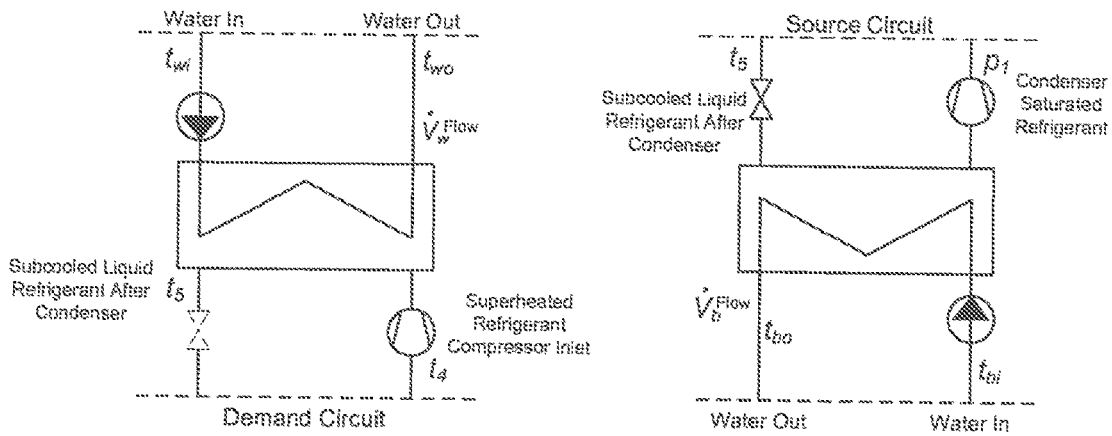 Water In
Water Out
t_wi
t_wo
V̇_w^Flow
Subcooled Liquid
Refrigerant After
Condenser
t_5
Superheated
Refrigerant
Compressor Inlet
t_4
Demand Circuit
Source Circuit
t_5
p_1
Subcooled Liquid
Refrigerant After
Condenser
Condenser
Saturated
Refrigerant
V̇_b^Flow
t_bo
t_bi
Water Out
Water In